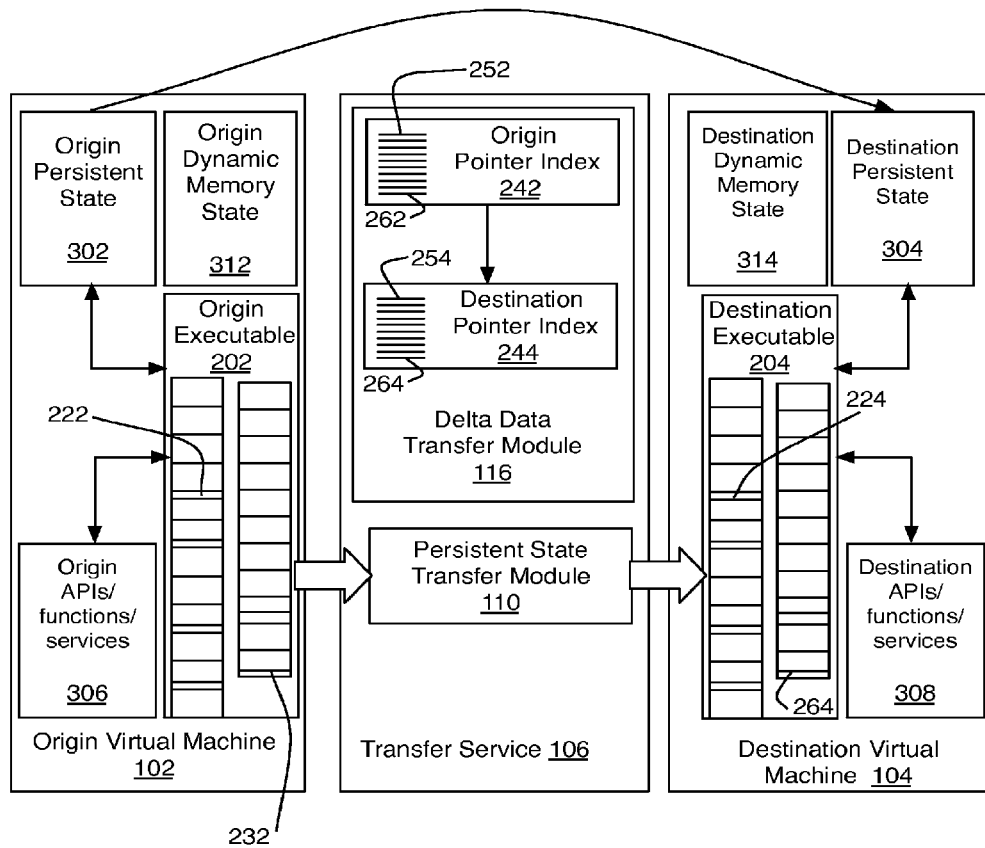 252
Origin
Persistent
State
302
Origin
Dynamic
Memory
State
312
Origin
Pointer Index
242
262
254
Destination
Pointer Index
244
264
Delta Data
Transfer Module
116
Destination
Dynamic
Memory
State
314
Destination
Persistent
State
304
Origin
Executable
202
222
Destination
Executable
204
224
Origin
APIs/
functions/
services
306
Persistent State
Transfer Module
110
Destination
APIs/
functions/
services
308
264
Origin Virtual Machine
102
Transfer Service 106
Destination Virtual
Machine 104
232